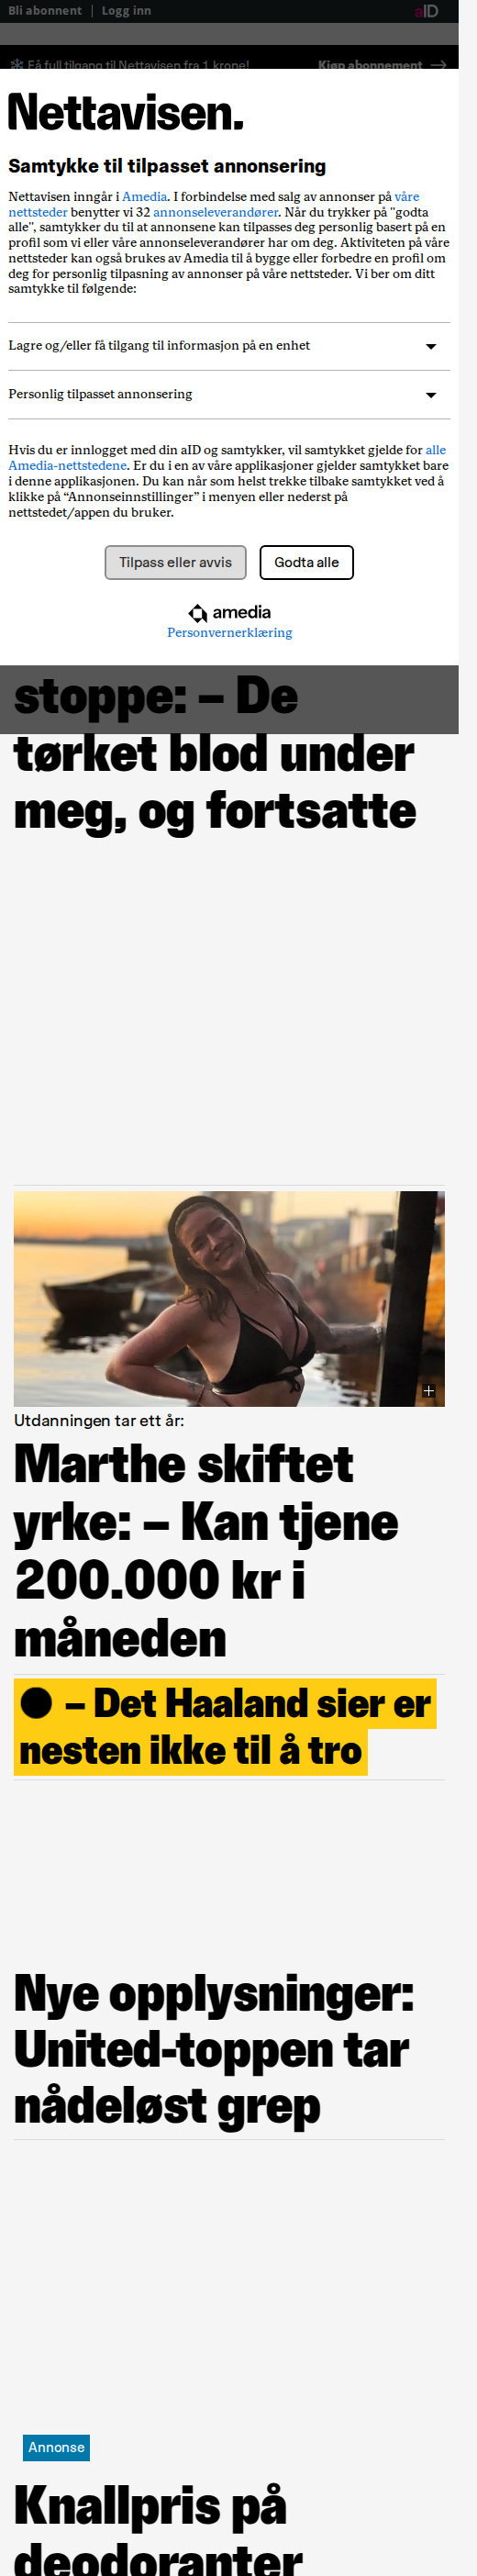 Bli abonnent | Logg inn aID
Få full tilgang til Nettavisen fra 1 krone! Kjøp abonnement →
Nettavisen.
Samtykke til tilpasset annonsering
Nettavisen inngår i Amedia. I forbindelse med salg av annonser på våre
nettsteder benytter vi 32 annonseleverandører. Når du trykker på "godta
alle", samtykker du til at annonsene kan tilpasses deg personlig basert på en
profil som vi eller våre annonseleverandører har om deg. Aktiviteten på våre
nettsteder kan også brukes av Amedia til å bygge eller forbedre en profil om
deg for personlig tilpasning av annonser på våre nettsteder. Vi ber om ditt
samtykke til følgende:
Lagre og/eller få tilgang til informasjon på en enhet
Personlig tilpasset annonsering
Hvis du er innlogget med din aID og samtykker, vil samtykket gjelde for alle
Amedia-nettstedene. Er du i en av våre applikasjoner gjelder samtykket bare
i denne applikasjonen. Du kan når som helst trekke tilbake samtykket ved å
klikke på “Annonseinnstillinger” i menyen eller nederst på
nettstedet/appen du bruker.
Tilpass eller avvis Godta alle
amedia
Personvernerklæring
stoppe: – De
tørket blod under
meg, og fortsatte
Utdanningen tar ett år:
Marthe skiftet
yrke: – Kan tjene
200.000 kr i
måneden
– Det Haaland sier er
nesten ikke til å tro
Nye opplysninger:
United-toppen tar
nådeløst grep
Annonse
Knallpris på
deodoranter